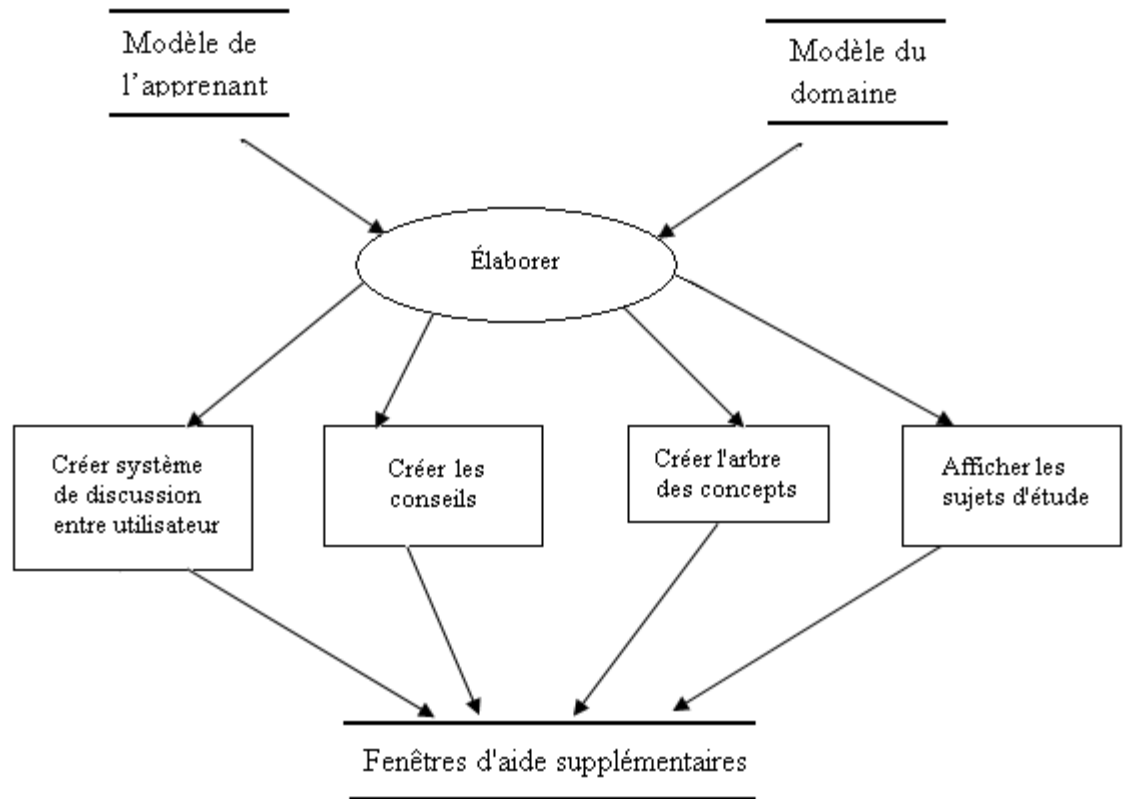 Modèle de
l'apprenant
Modèle du
domaine
Élaborer
Créer système
de discussion
entre utilisateur
Créer les
conseils
Créer l'arbre
des concepts
Afficher les
sujets d'étude
Fenêtres d'aide supplémentaires